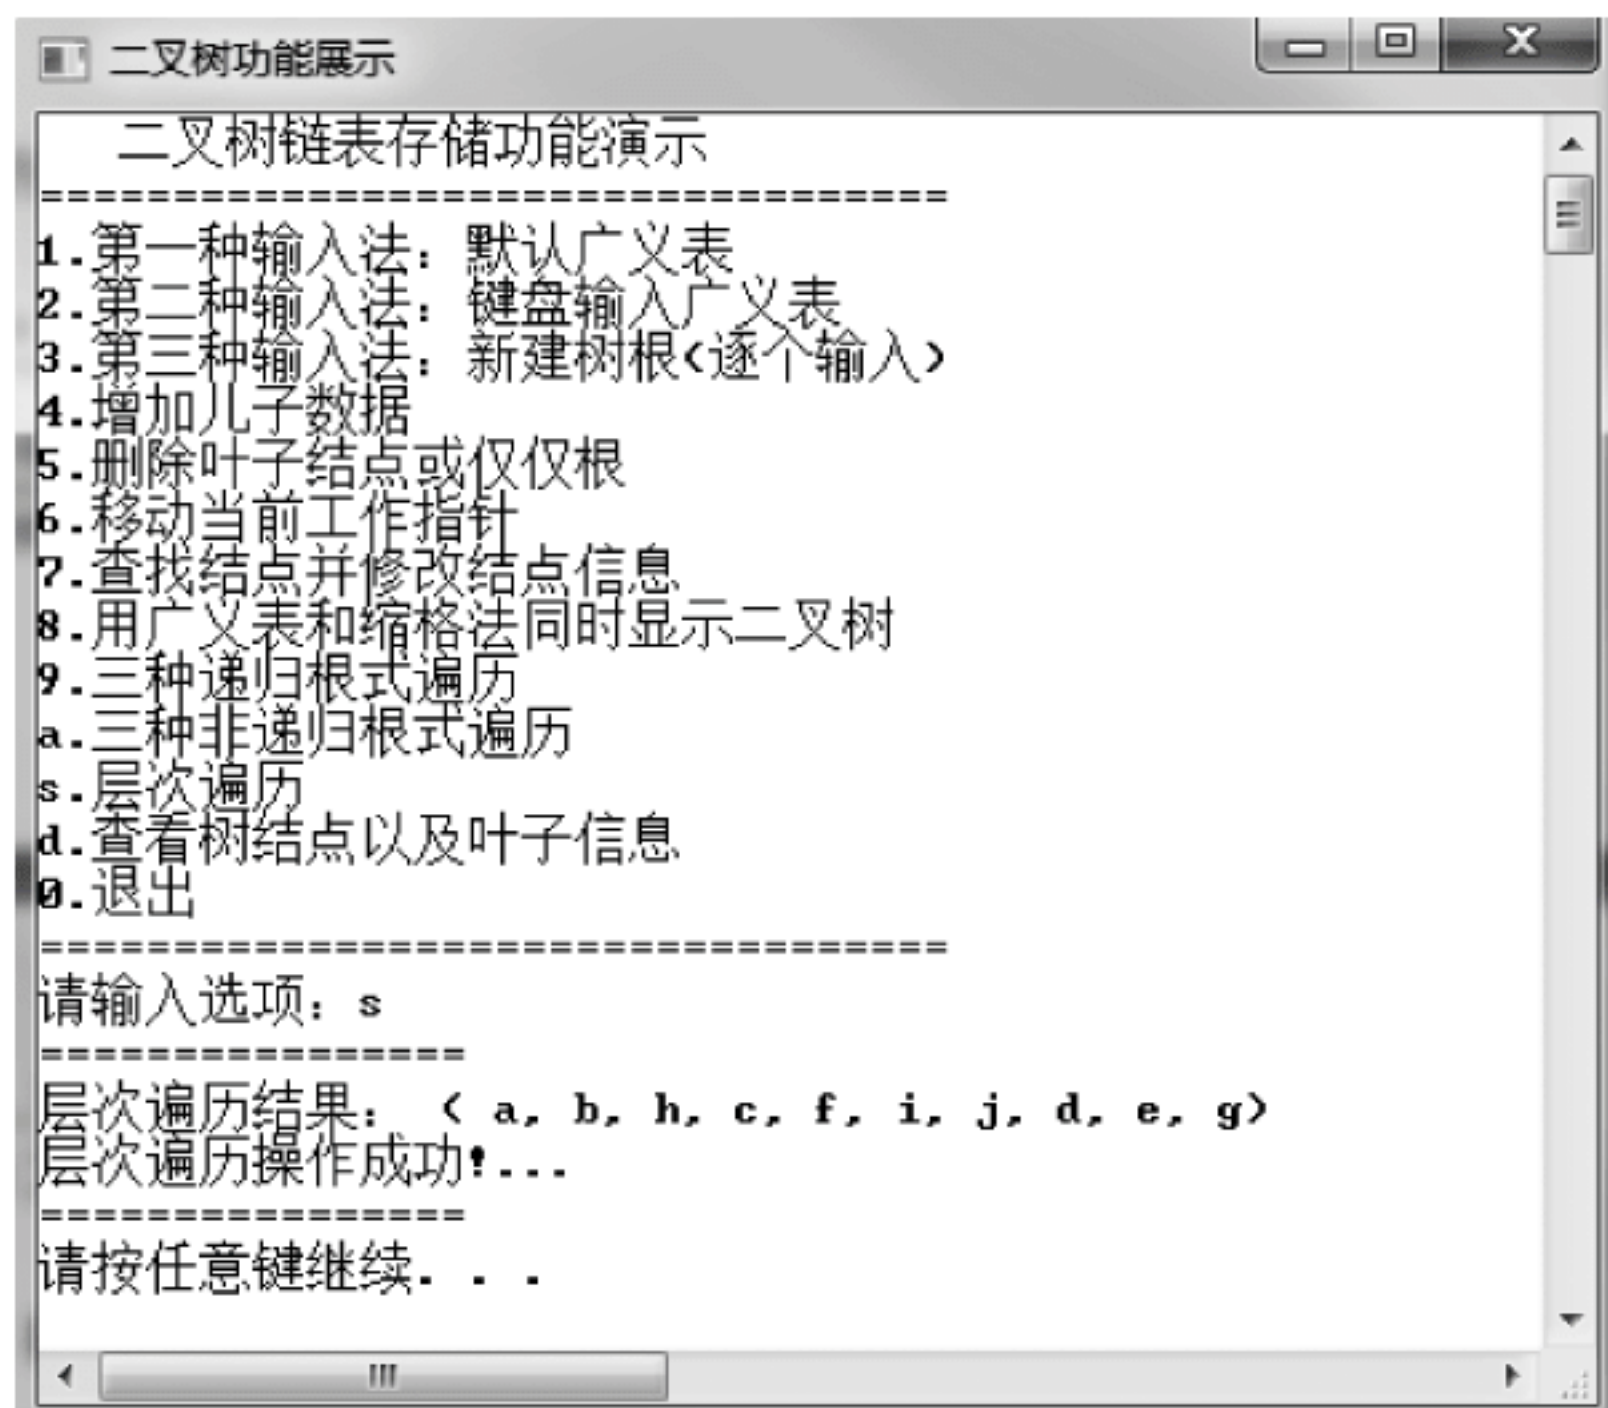 二叉树功能展示
二叉树链表存储功能演示
==================================
1.第一种输入法：默认广义表
2.第二种输入法：键盘输入广义表
3.第三种输入法：新建树根(逐个输入)
4.增加儿子数据
5.删除叶子结点或仅仅根
6.移动当前工作指针
7.查找结点并修改结点信息
8.用广义表和缩格法同时显示二叉树
9.三种递归根式遍历
a.三种非递归根式遍历
s.层次遍历
d.查看树结点以及叶子信息
0.退出
==================================
请输入选项：s
================
层次遍历结果： ( a, b, h, c, f, i, j, d, e, g)
层次遍历操作成功!...
================
请按任意键继续. . .